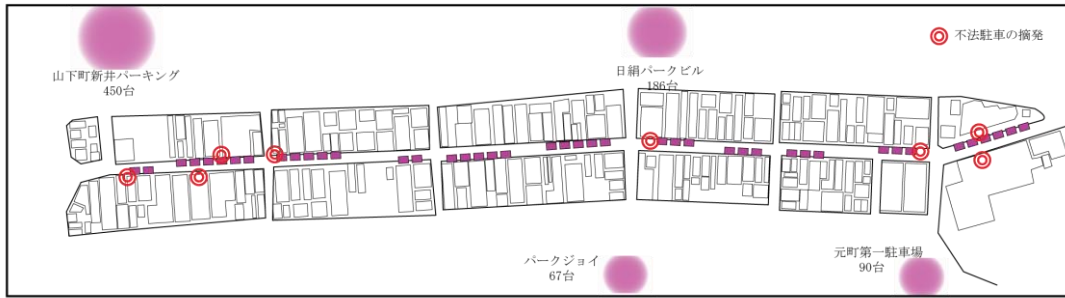 不法駐車の摘発
山下町新井パーキング
450台
日絹パークビル
186台
パークジョイ
67台
元町第一駐車場
90台